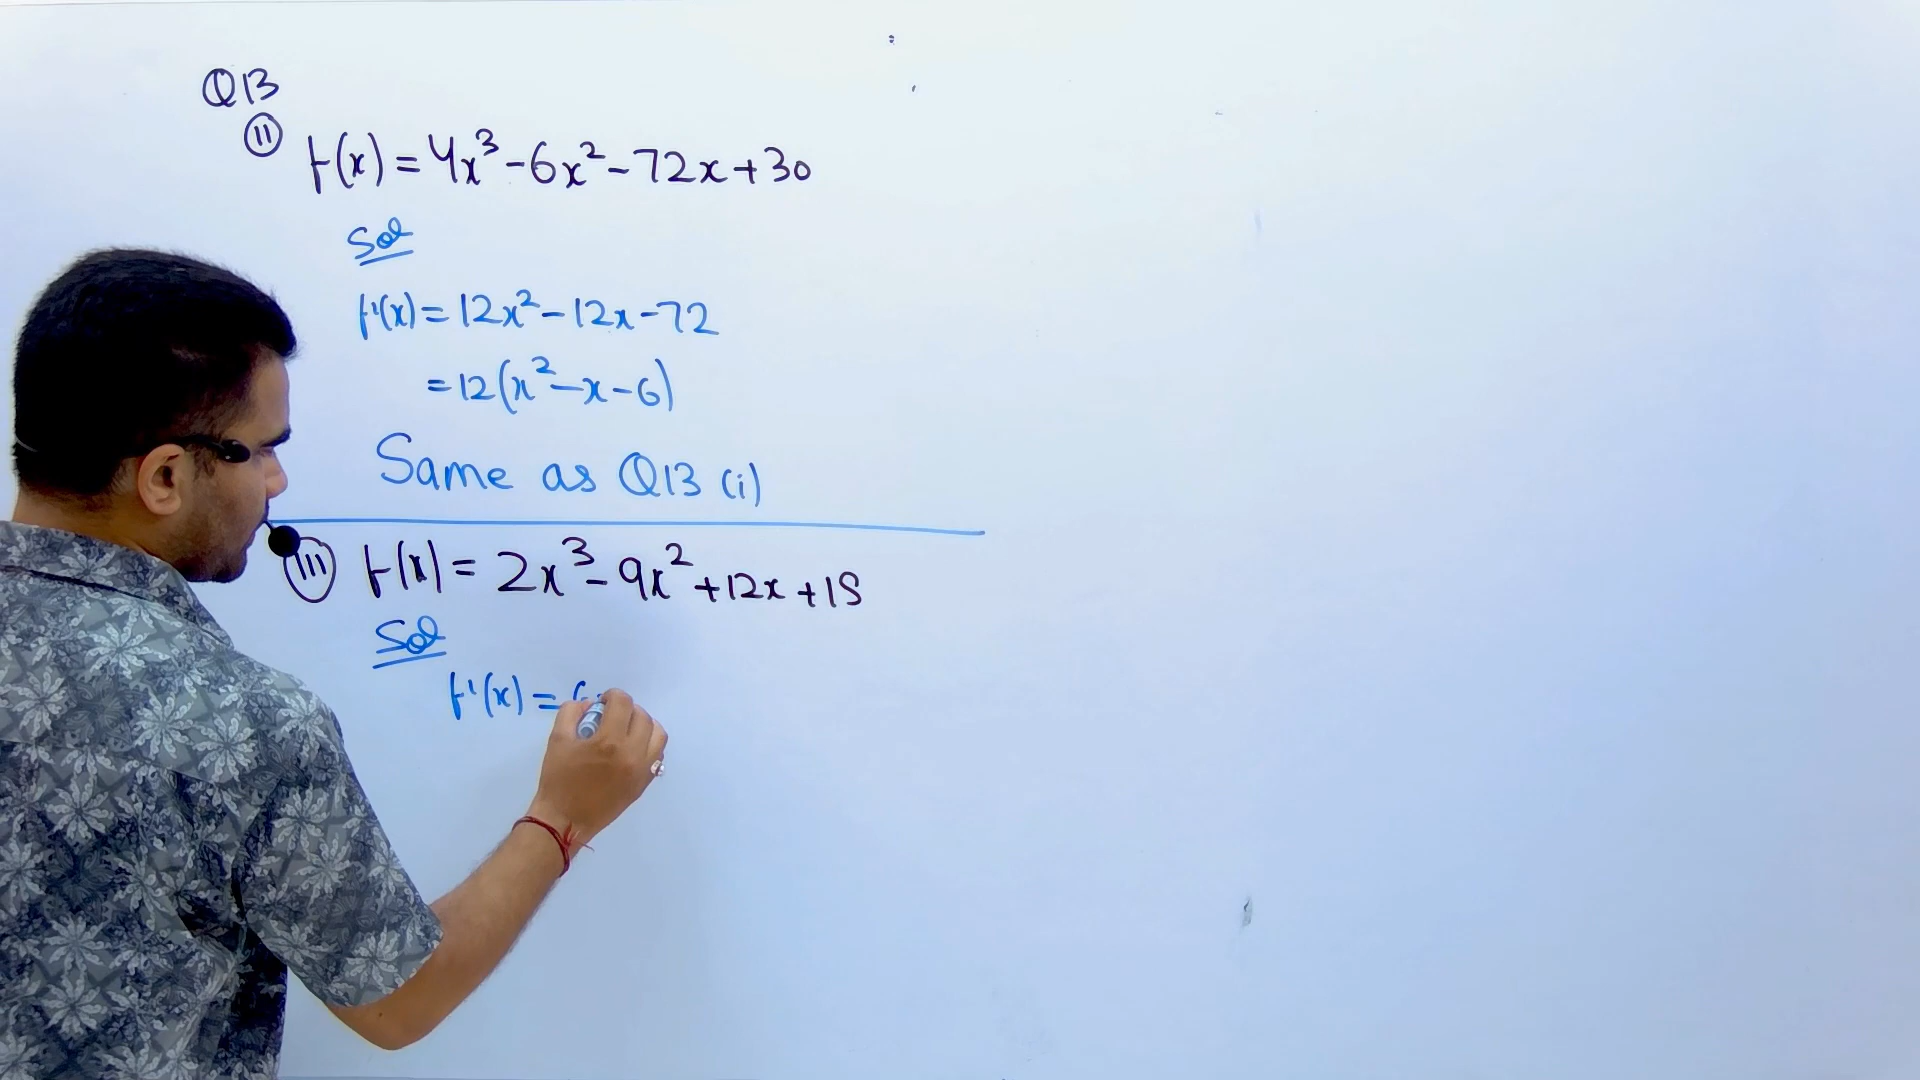 Q13
(ii) f(x) = 4x³ - 6x² - 72x + 30
Sol
f'(x) = 12x² - 12x - 72
= 12(x² - x - 6)
Same as Q13 (i)
(iii) f(x) = 2x³ - 9x² + 12x + 15
Sol
f'(x) = 6